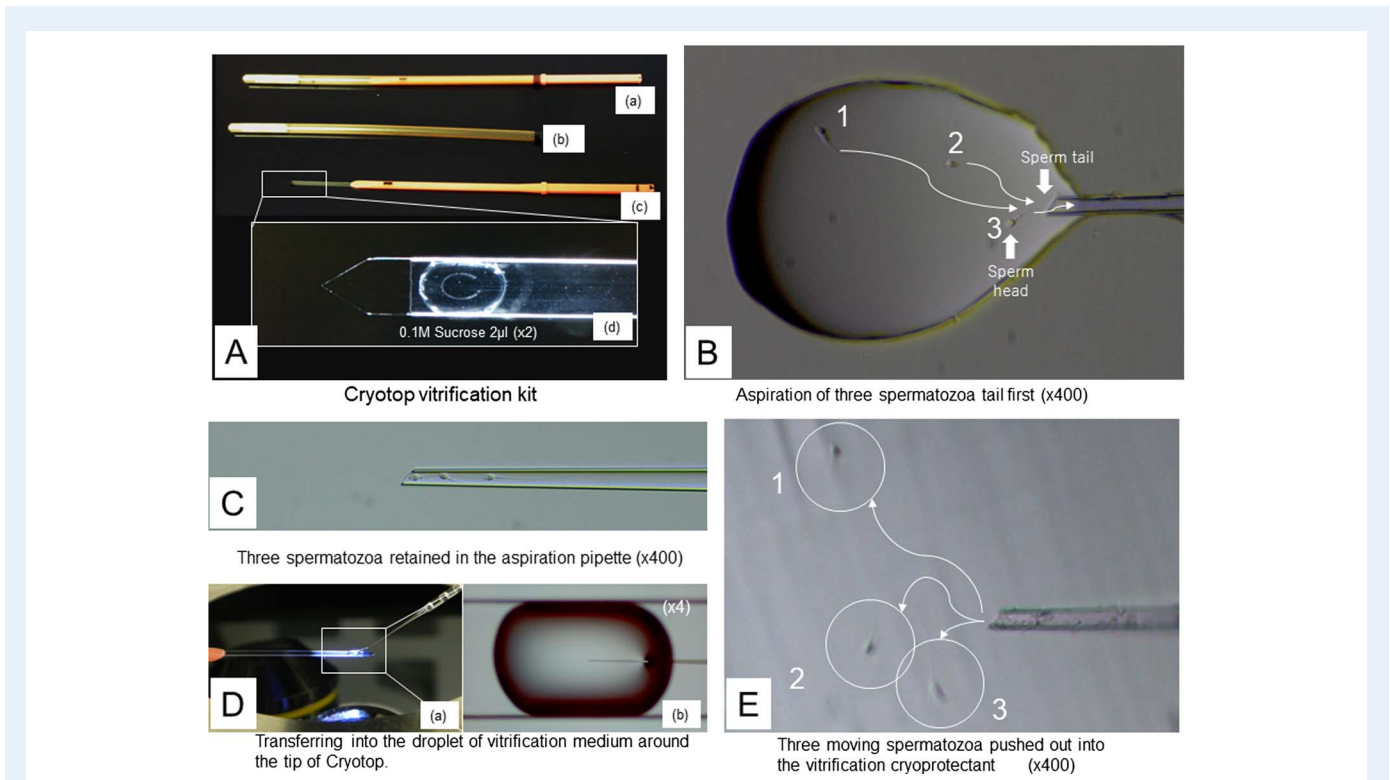 (a)
(b)
(c)
0.1M Sucrose 2µl (x2)
(d)
A
Cryotop vitrification kit
1
2
Sperm tail
3
Sperm
head
B
Aspiration of three spermatozoa tail first (x400)
C
Three spermatozoa retained in the aspiration pipette (x400)
D
(a)
(x4)
(b)
Transferring into the droplet of vitrification medium around
the tip of Cryotop.
1
2
3
E
Three moving spermatozoa pushed out into
the vitrification cryoprotectant (x400)